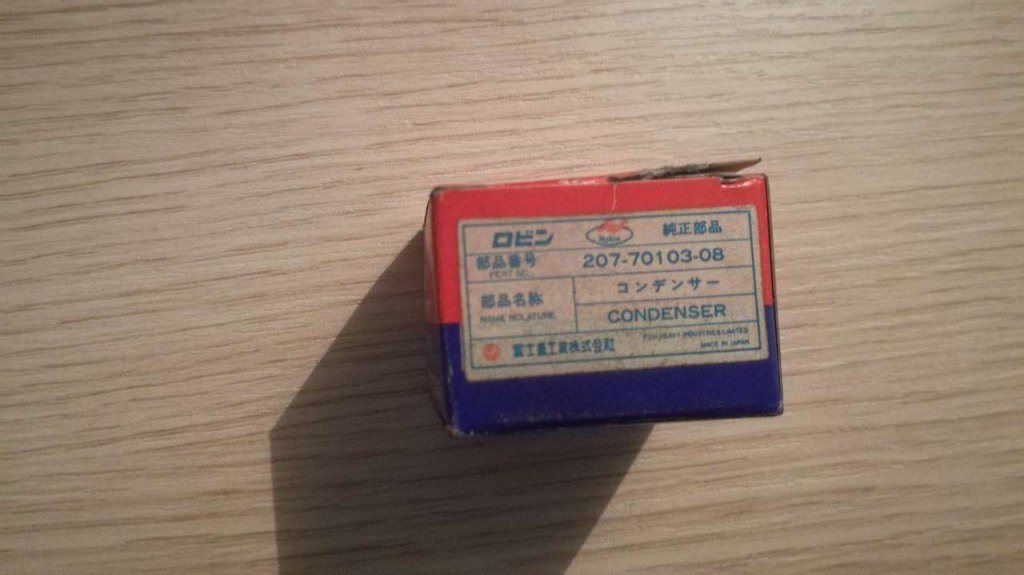 ロビン Robin 純正部品
部品番号 207-70103-08
PERT NO.
部品名称 コンデンサー
NAME NOLATURE. CONDENSER
富士重工業株式会社 FUJI HEAVY INDUSTRIES LIMITED
MADE IN JAPAN